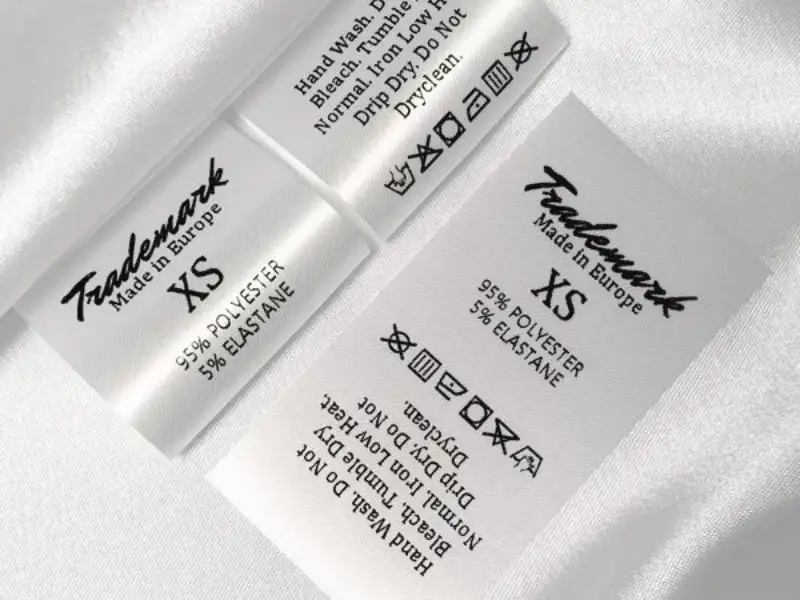 Hand Wash. D
Bleach. Tumble
Normal. Iron Low H
Drip Dry. Do Not
Dryclean.
Trademark
Made in Europe
XS
95% POLYESTER
5% ELASTANE
Trademark
Made in Europe
XS
95% POLYESTER
5% ELASTANE
Hand Wash. Do Not
Bleach. Tumble Dry
Normal. Iron Low Heat.
Drip Dry. Do Not
Dryclean.